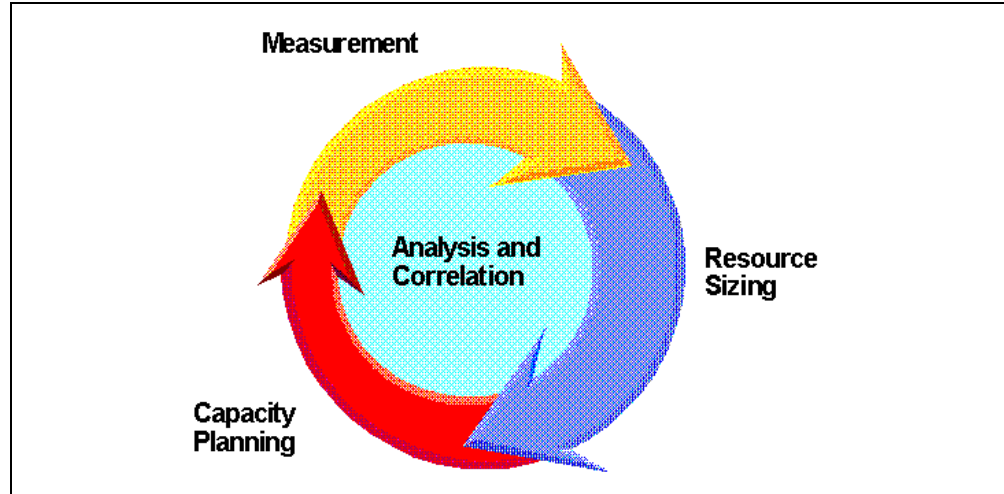 Measurement
Analysis and
Correlation
Resource
Sizing
Capacity
Planning